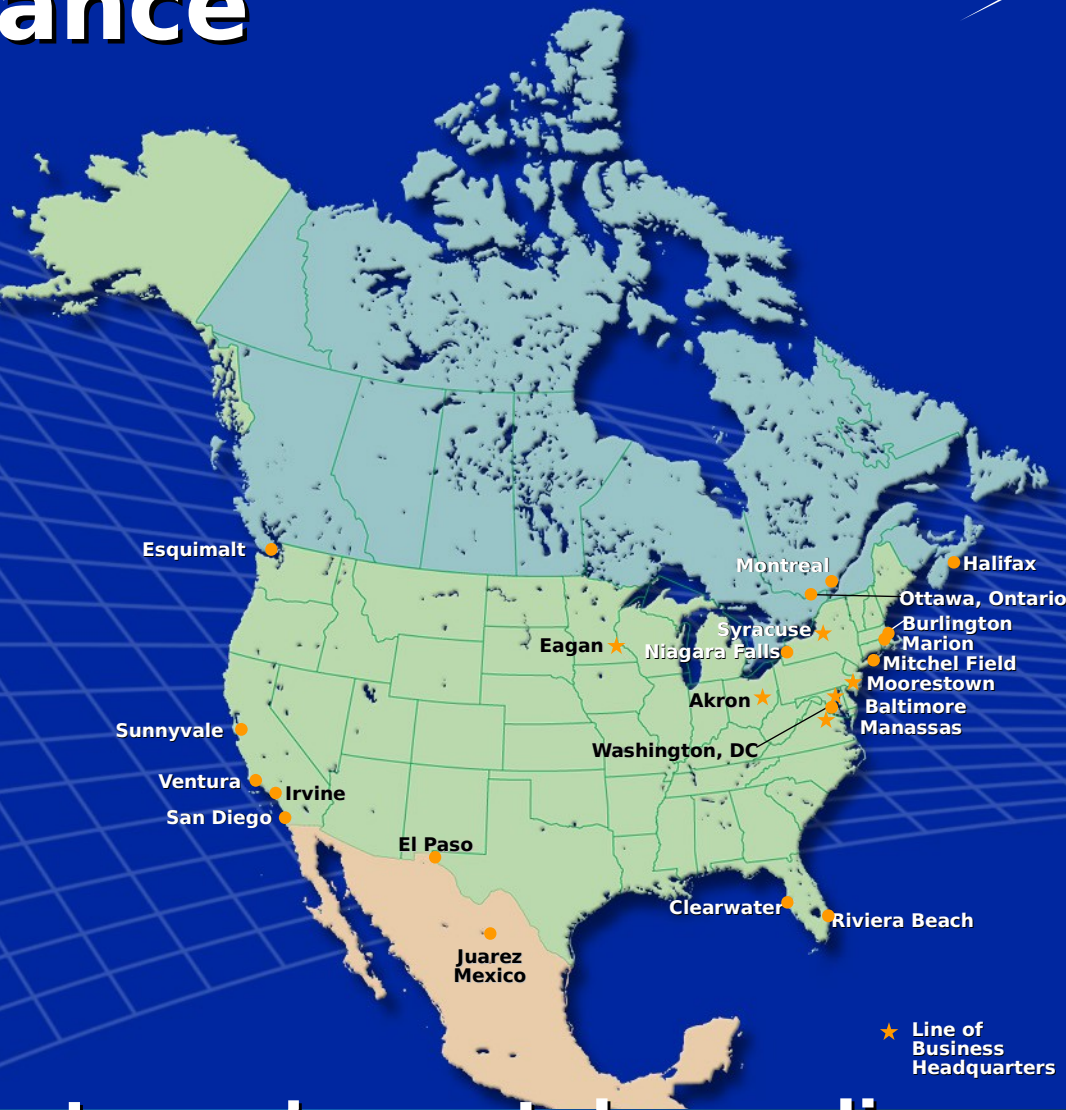 ance
Esquimalt
Montreal
Halifax
Ottawa, Ontario
Burlington
Syracuse
Eagan
Niagara Falls
Marion
Mitchel Field
Moorestown
Akron
Baltimore
Sunnyvale
Manassas
Washington, DC
Ventura
Irvine
San Diego
El Paso
Clearwater
Riviera Beach
Juarez
Mexico
Line of
Business
Headquarters